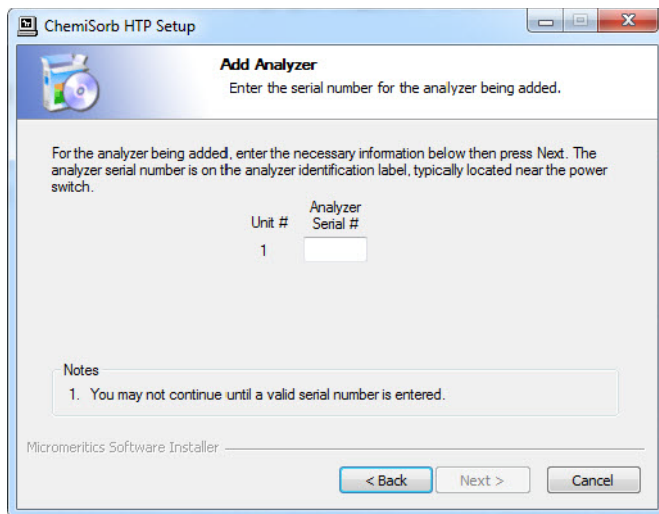 ChemiSorb HTP Setup
Add Analyzer
Enter the serial number for the analyzer being added.
For the analyzer being added, enter the necessary information below then press Next. The
analyzer serial number is on the analyzer identification label, typically located near the power
switch.
Analyzer
Unit # Serial #
1
Notes
1. You may not continue until a valid serial number is entered.
Micromeritics Software Installer
< Back Next > Cancel